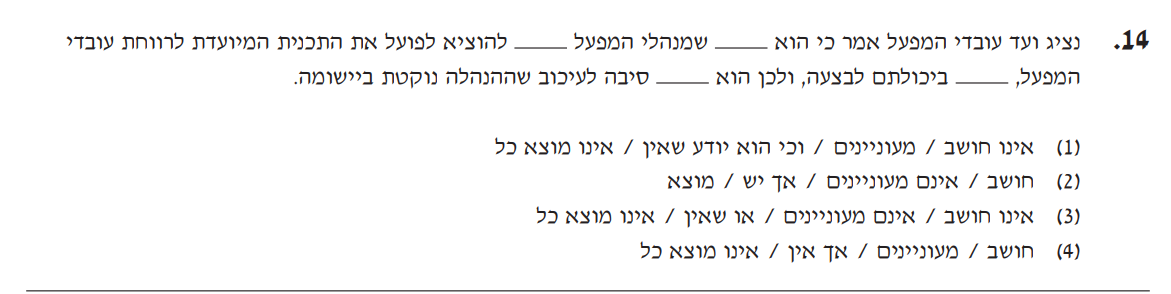 14. נציג ועד עובדי המפעל אמר כי הוא _____ שמנהלי המפעל _____ להוציא לפועל את התכנית המיועדת לרווחת עובדי
המפעל, _____ ביכולתם לבצעה, ולכן הוא _____ סיבה לעיכוב שההנהלה נוקטת ביישומה.
(1) אינו חושב / מעוניינים / וכי הוא יודע שאין / אינו מוצא כל
(2) חושב / אינם מעוניינים / אך יש / מוצא
(3) אינו חושב / אינם מעוניינים / או שאין / אינו מוצא כל
(4) חושב / מעוניינים / אך אין / אינו מוצא כל